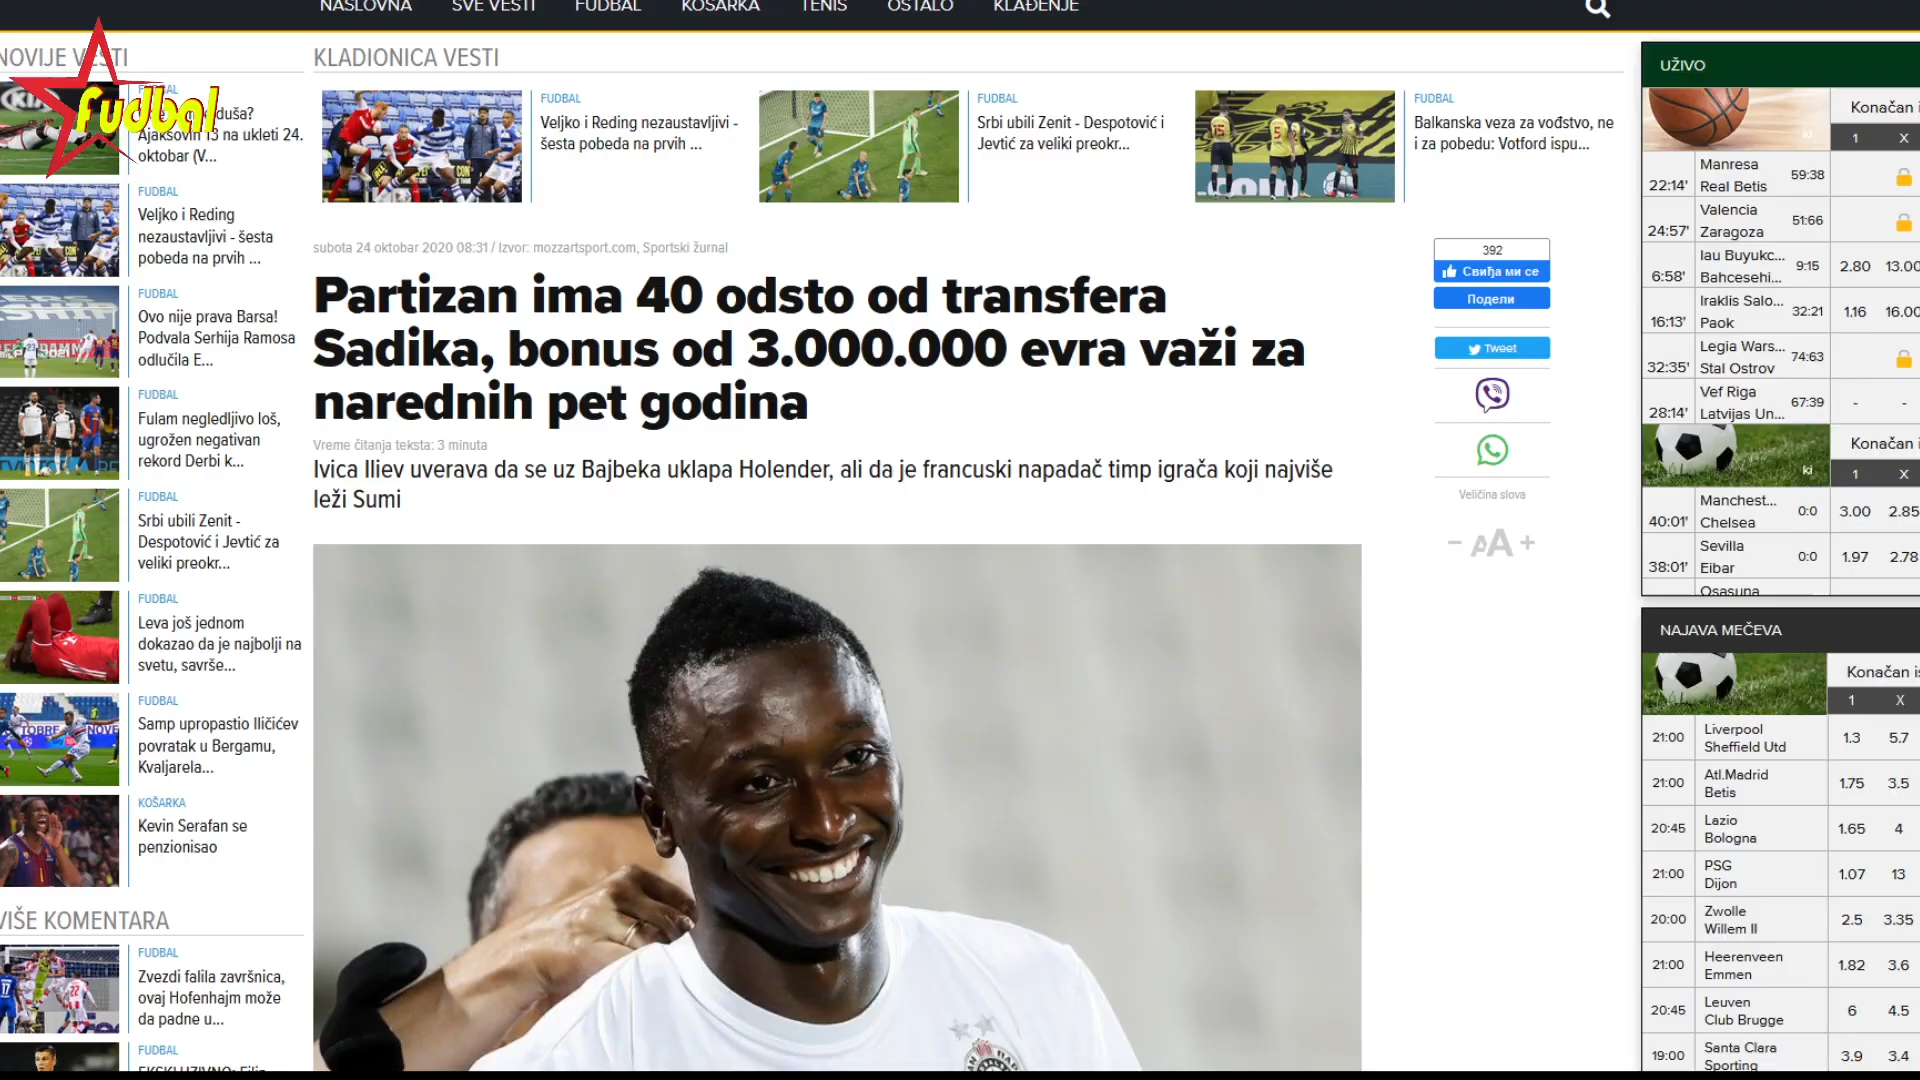 NASLOVNA SVE VESTI FUDBAL KOŠARKA TENIS OSTALO KLAĐENJE
fudbal
NOVIJE VESTI
FUDBAL
duša?
Ajaksovih 13 na ukleti 24.
oktobar (V...
FUDBAL
Veljko i Reding
nezaustavljivi - šesta
pobeda na prvih ...
FUDBAL
Ovo nije prava Barsa!
Podvala Serhija Ramosa
odlučila E...
FUDBAL
Fulam negledljivo loš,
ugrožen negativan
rekord Derbi k...
FUDBAL
Srbi ubili Zenit -
Despotović i Jevtić za
veliki preokr...
FUDBAL
Leva još jednom
dokazao da je najbolji na
svetu, savrše...
FUDBAL
Samp upropastio Iličićev
povratak u Bergamu,
Kvaljarela...
KOŠARKA
Kevin Serafan se
penzionisao
VIŠE KOMENTARA
FUDBAL
Zvezdi falila završnica,
ovaj Hofenhajm može
da padne u...
FUDBAL
EKSKLUZIVNO: Filip
KLADIONICA VESTI
FUDBAL
Veljko i Reding nezaustavljivi -
šesta pobeda na prvih ...
FUDBAL
Srbi ubili Zenit - Despotović i
Jevtić za veliki preokr...
FUDBAL
Balkanska veza za vođstvo, ne
i za pobedu: Votford ispu...
subota 24 oktobar 2020 08:31 / Izvor: mozzartsport.com, Sportski žurnal
Partizan ima 40 odsto od transfera
Sadika, bonus od 3.000.000 evra važi za
narednih pet godina
Vreme čitanja teksta: 3 minuta
Ivica Iliev uverava da se uz Bajbeka uklapa Holender, ali da je francuski napadač timp igrača koji najviše
leži Sumi
392
Свиђа ми се
Подели
Tweet
Veličina slova
- AA +
UŽIVO
Konačan i
ki 1 X
22:14' Manresa Real Betis 59:38
24:57' Valencia Zaragoza 51:66
6:58' Iau Buyukc... Bahcesehi... 9:15 2.80 13.00
16:13' Iraklis Salo... Paok 32:21 1.16 16.00
32:35' Legia Wars... Stal Ostrov 74:63
28:14' Vef Riga Latvijas Un... 67:39 - -
Konačan i
ki 1 X
40:01' Manchest... Chelsea 0:0 3.00 2.85
38:01' Sevilla Eibar 0:0 1.97 2.78
Osasuna
NAJAVA MEČEVA
Konačan is
1 X
21:00 Liverpool Sheffield Utd 1.3 5.7
21:00 Atl.Madrid Betis 1.75 3.5
20:45 Lazio Bologna 1.65 4
21:00 PSG Dijon 1.07 13
20:00 Zwolle Willem II 2.5 3.35
21:00 Heerenveen Emmen 1.82 3.6
20:45 Leuven Club Brugge 6 4.5
19:00 Santa Clara Sporting 3.9 3.4